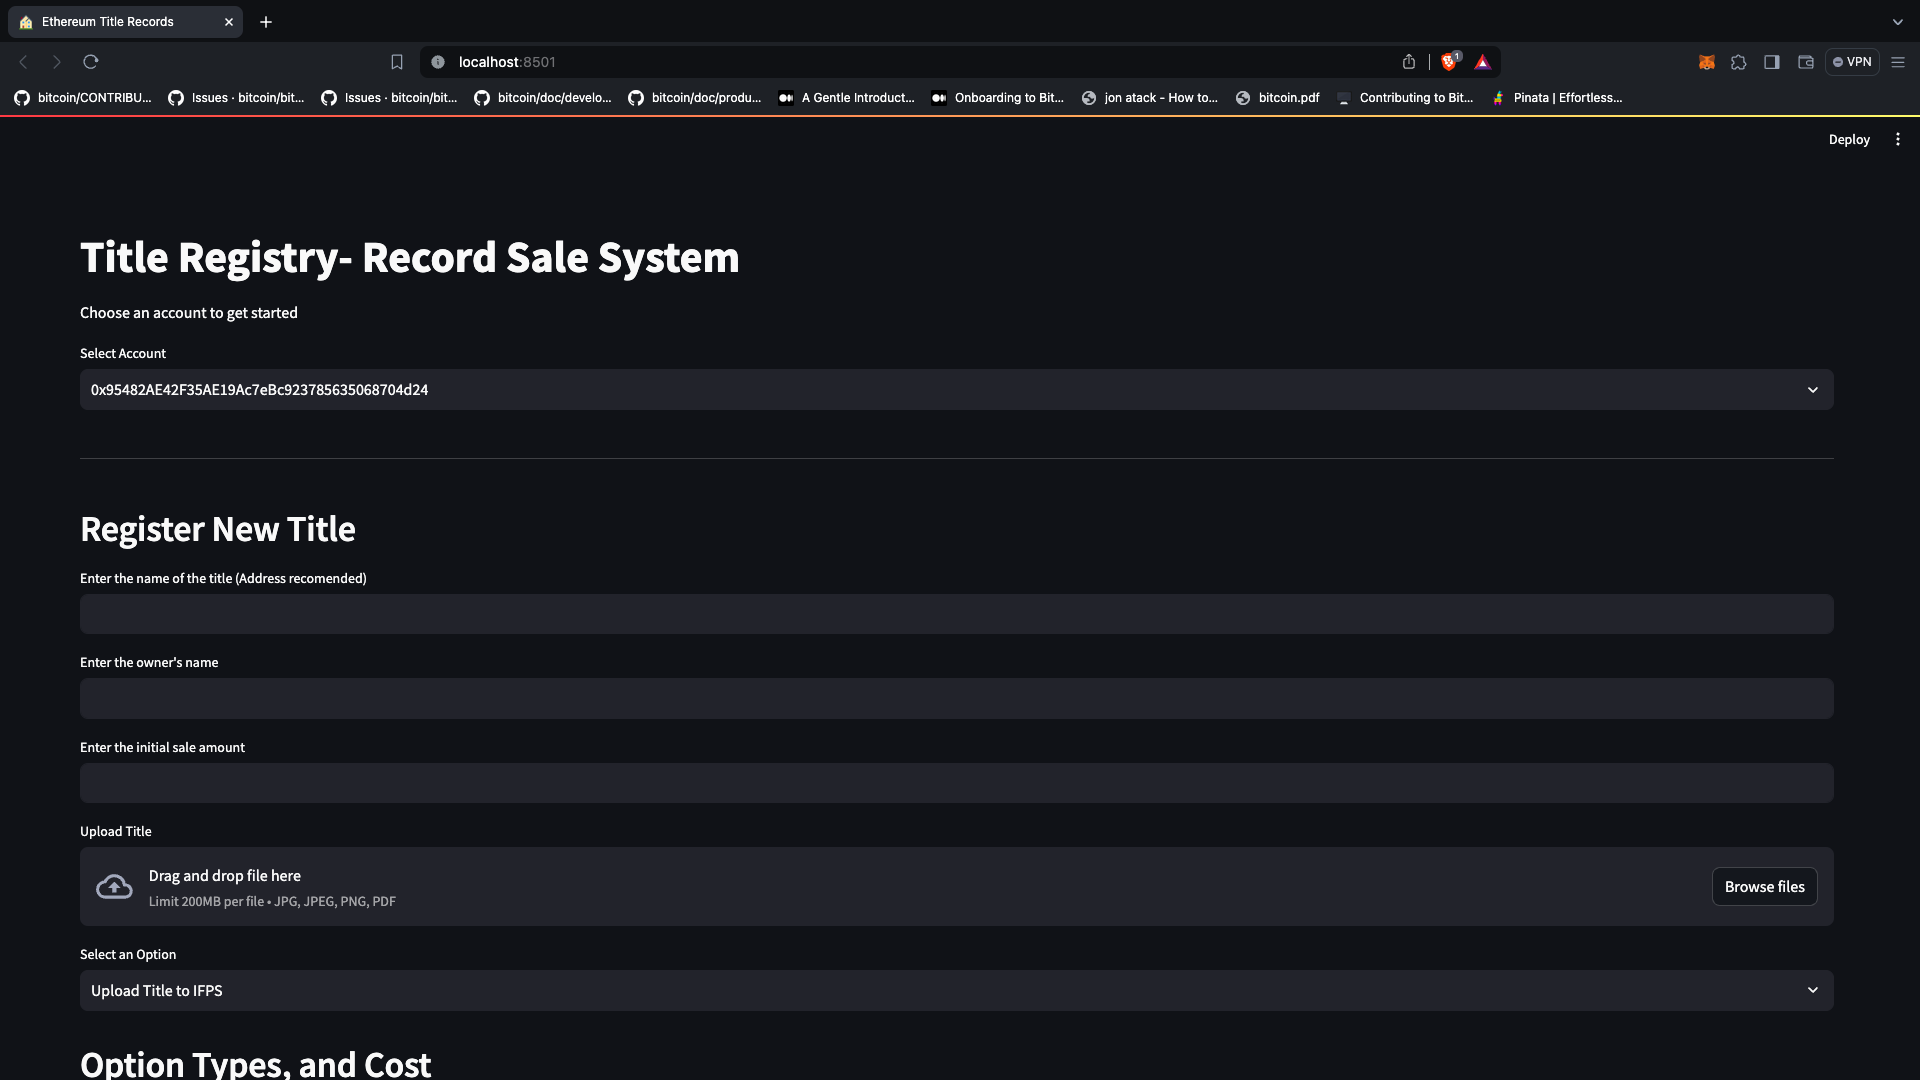 Ethereum Title Records
localhost:8501
1
VPN
bitcoin/CONTRIBU...
Issues · bitcoin/bit...
Issues · bitcoin/bit...
bitcoin/doc/develo...
bitcoin/doc/produ...
A Gentle Introduct...
Onboarding to Bit...
jon atack - How to...
bitcoin.pdf
Contributing to Bit...
Pinata | Effortless...
Deploy
Title Registry- Record Sale System
Choose an account to get started
Select Account
0x95482AE42F35AE19Ac7eBc923785635068704d24
Register New Title
Enter the name of the title (Address recomended)
Enter the owner's name
Enter the initial sale amount
Upload Title
Drag and drop file here
Limit 200MB per file • JPG, JPEG, PNG, PDF
Browse files
Select an Option
Upload Title to IFPS
Option Types, and Cost